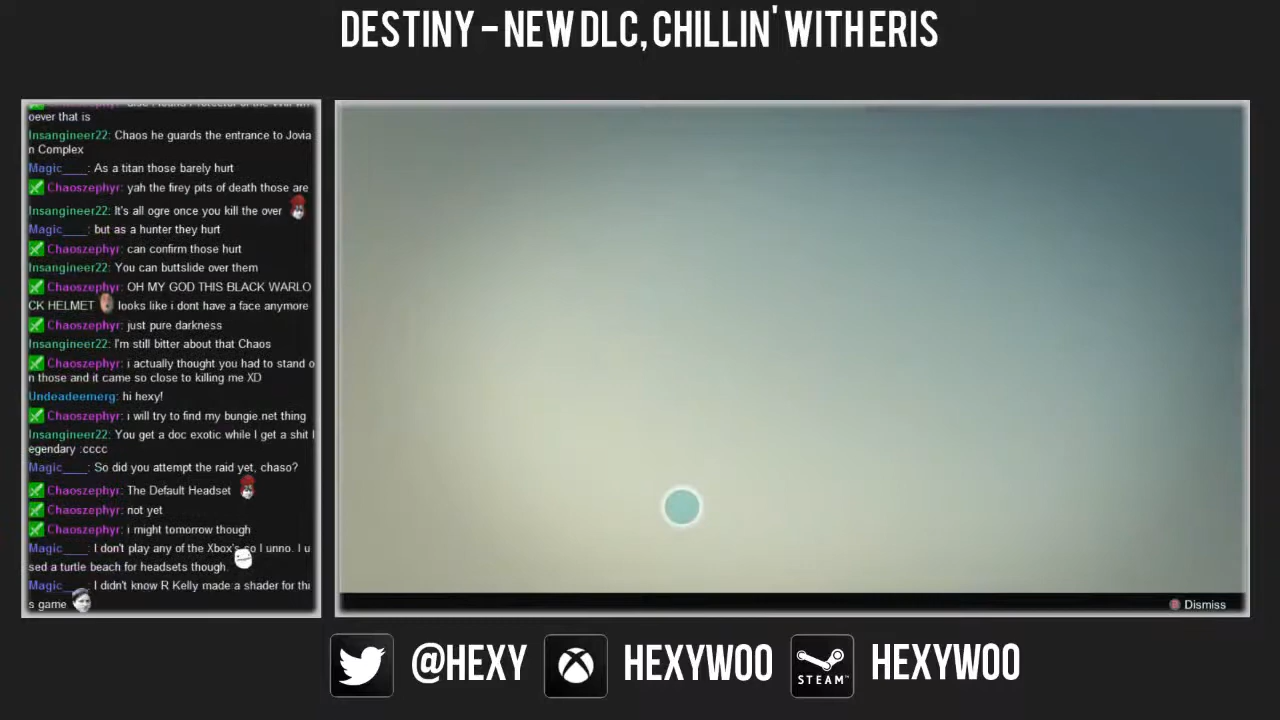 DESTINY - NEW DLC, CHILLIN' WITH ERIS
oever that is
Insangineer22: Chaos he guards the entrance to Jovia
n Complex
Magic____: As a titan those barely hurt
Chaoszephyr: yah the firey pits of death those are
Insangineer22: It's all ogre once you kill the over
Magic____: but as a hunter they hurt
Chaoszephyr: can confirm those hurt
Insangineer22: You can buttslide over them
Chaoszephyr: OH MY GOD THIS BLACK WARLO
CK HELMET looks like i dont have a face anymore
Chaoszephyr: just pure darkness
Insangineer22: I'm still bitter about that Chaos
Chaoszephyr: i actually thought you had to stand o
n those and it came so close to killing me XD
Undeadeemerg: hi hexy!
Chaoszephyr: i will try to find my bungie.net thing
Insangineer22: You get a doc exotic while I get a shit l
egendary :cccc
Magic____: So did you attempt the raid yet, chaso?
Chaoszephyr: The Default Headset
Chaoszephyr: not yet
Chaoszephyr: i might tomorrow though
Magic____: I don't play any of the Xbox's so I unno. I u
sed a turtle beach for headsets though.
Magic____: I didn't know R Kelly made a shader for thi
s game
Dismiss
@HEXY
HEXYWOO
STEAM™
HEXYWOO